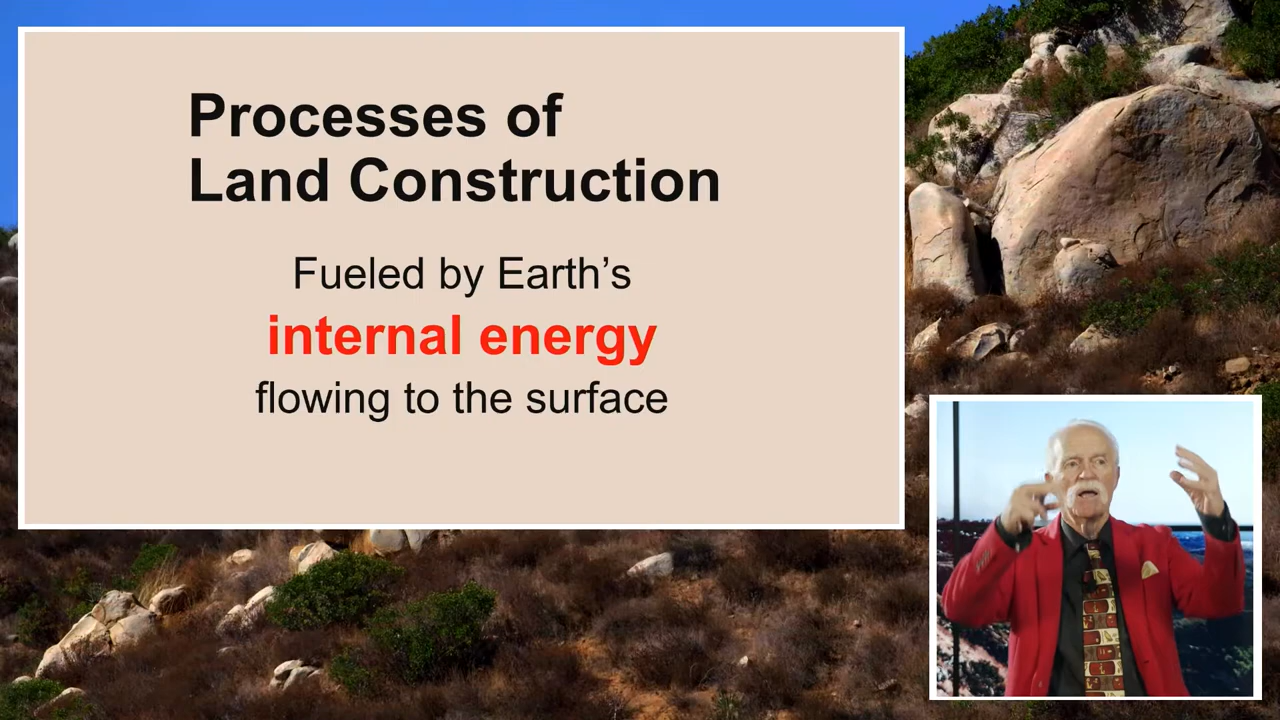 Processes of
Land Construction
Fueled by Earth’s
internal energy
flowing to the surface